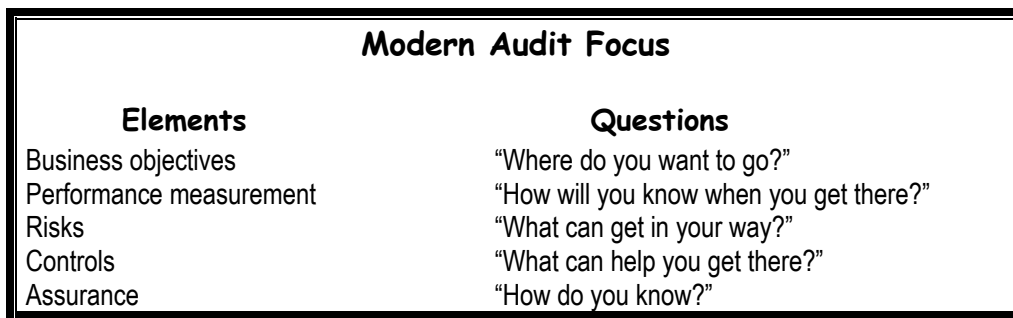 Modern Audit Focus
Elements Questions
Business objectives “Where do you want to go?”
Performance measurement “How will you know when you get there?”
Risks “What can get in your way?”
Controls “What can help you get there?”
Assurance “How do you know?”